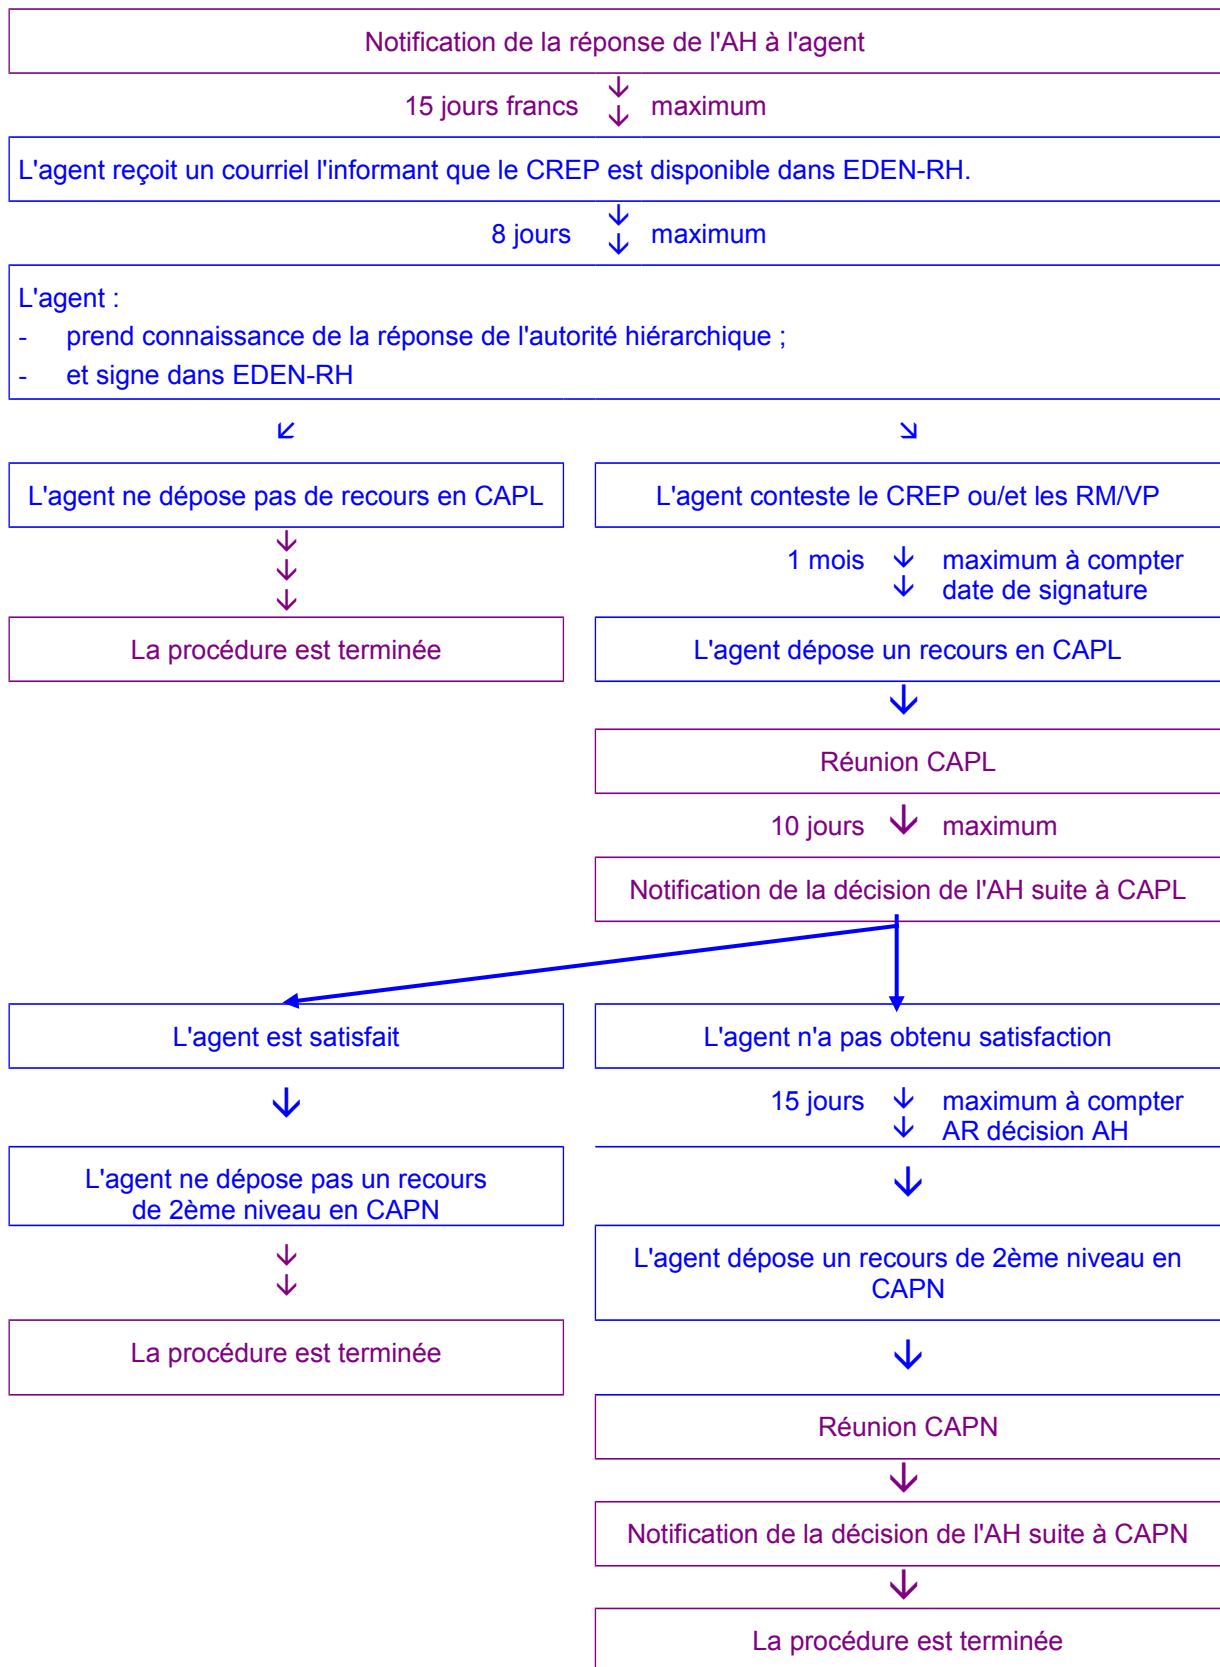 Notification de la réponse de l'AH à l'agent
15 jours francs maximum
L'agent reçoit un courriel l'informant que le CREP est disponible dans EDEN-RH.
8 jours maximum
L'agent :
- prend connaissance de la réponse de l'autorité hiérarchique ;
- et signe dans EDEN-RH
L'agent ne dépose pas de recours en CAPL
L'agent conteste le CREP ou/et les RM/VP
1 mois maximum à compter
date de signature
La procédure est terminée
L'agent dépose un recours en CAPL
Réunion CAPL
10 jours maximum
Notification de la décision de l'AH suite à CAPL
L'agent est satisfait
L'agent n'a pas obtenu satisfaction
15 jours maximum à compter
AR décision AH
L'agent ne dépose pas un recours
de 2ème niveau en CAPN
L'agent dépose un recours de 2ème niveau en
CAPN
La procédure est terminée
Réunion CAPN
Notification de la décision de l'AH suite à CAPN
La procédure est terminée